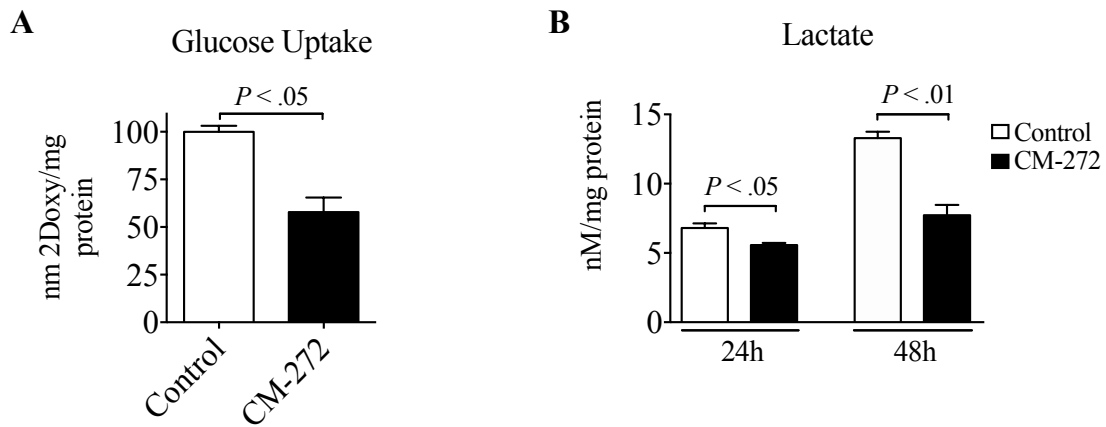 A
Glucose Uptake
P < .05
nm 2Doxy/mg
protein
100
75
50
25
0
Control
CM-272
B
Lactate
P < .01
P < .05
nM/mg protein
15
10
5
0
Control
CM-272
24h
48h